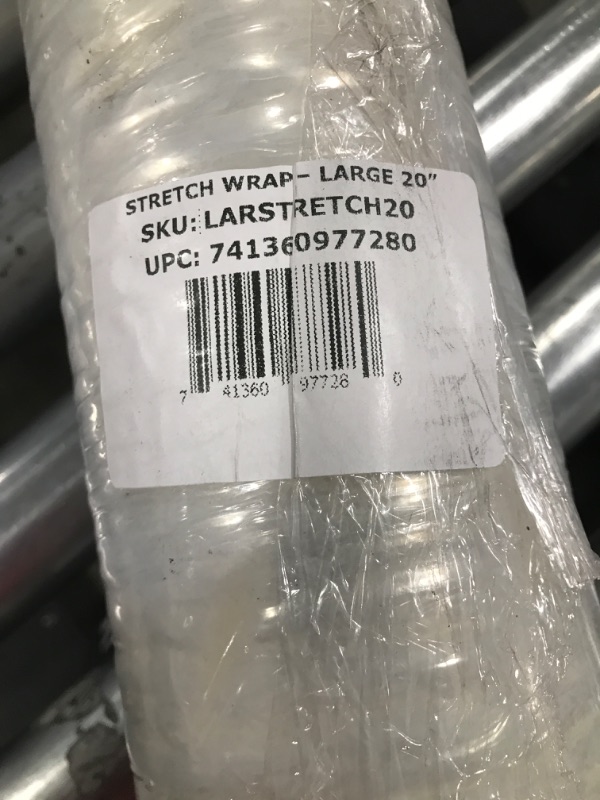 STRETCH WRAP– LARGE 20”
SKU: LARSTRETCH20
UPC: 741360977280
7 41360 97728 0